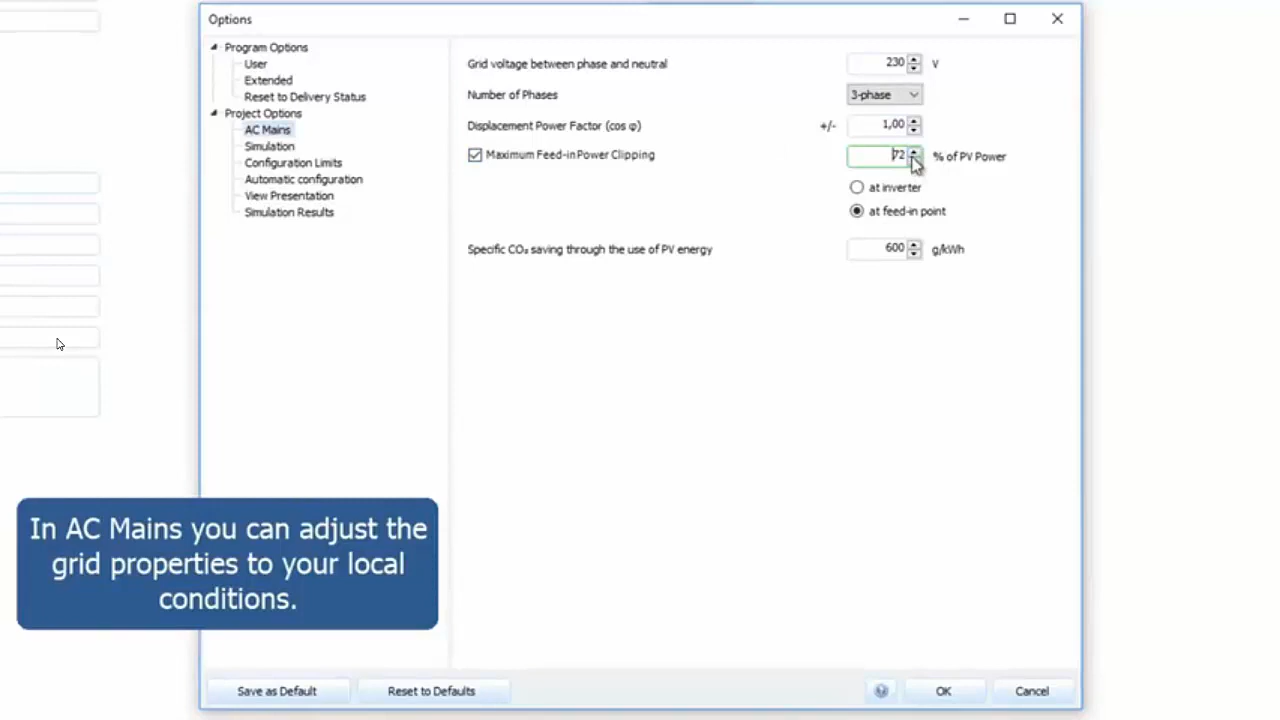 Options
Program Options
User
Extended
Reset to Delivery Status
Project Options
AC Mains
Simulation
Configuration Limits
Automatic configuration
View Presentation
Simulation Results
Grid voltage between phase and neutral 230 V
Number of Phases 3-phase
Displacement Power Factor (cos φ) +/- 1,00
Maximum Feed-in Power Clipping 72 % of PV Power
at inverter
at feed-in point
Specific CO₂ saving through the use of PV energy 600 g/kWh
In AC Mains you can adjust the
grid properties to your local
conditions.
Save as Default Reset to Defaults OK Cancel